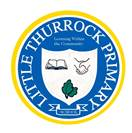 LITTLE THURROCK PRIMARY
Learning Within
the Community